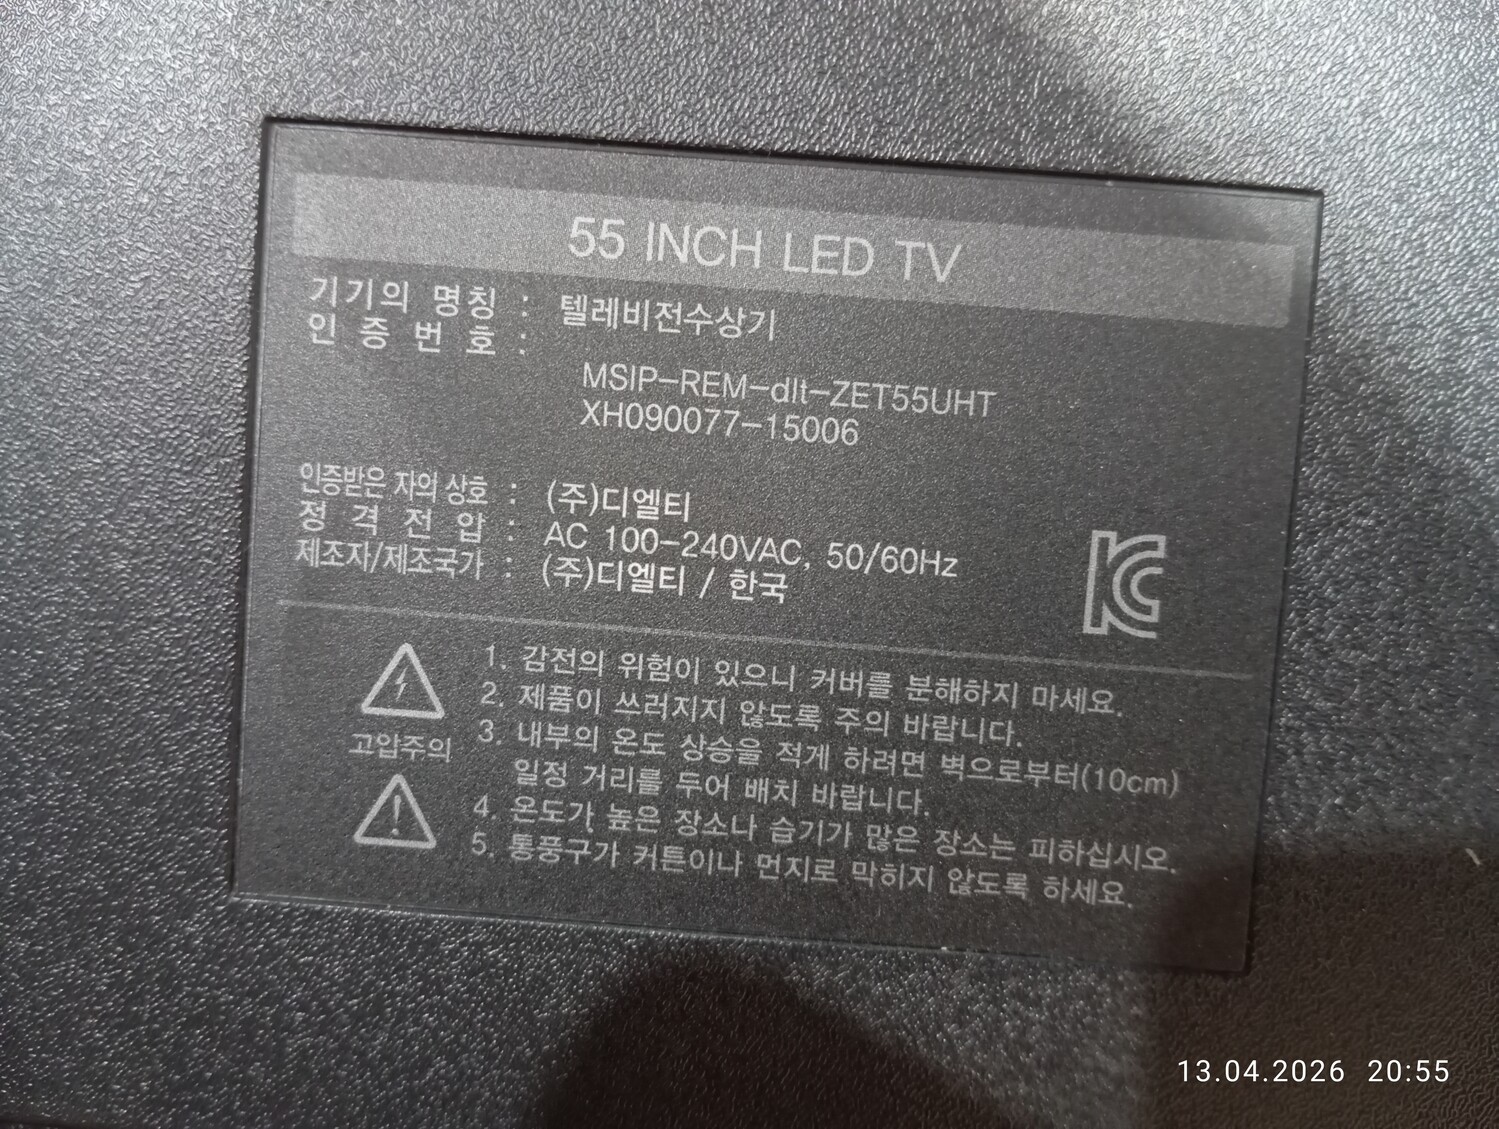 55 INCH LED TV
기기의 명칭 : 텔레비전수상기
인 증 번 호 :
MSIP-REM-dlt-ZET55UHT
XH090077-15006
인증받은 자의 상호 : (주)디엘티
정 격 전 압 : AC 100-240VAC, 50/60Hz
제조자/제조국가 : (주)디엘티 / 한국
1. 감전의 위험이 있으니 커버를 분해하지 마세요.
2. 제품이 쓰러지지 않도록 주의 바랍니다.
고압주의
3. 내부의 온도 상승을 적게 하려면 벽으로부터(10cm)
일정 거리를 두어 배치 바랍니다.
4. 온도가 높은 장소나 습기가 많은 장소는 피하십시오.
5. 통풍구가 커튼이나 먼지로 막히지 않도록 하세요.
13.04.2026 20:55